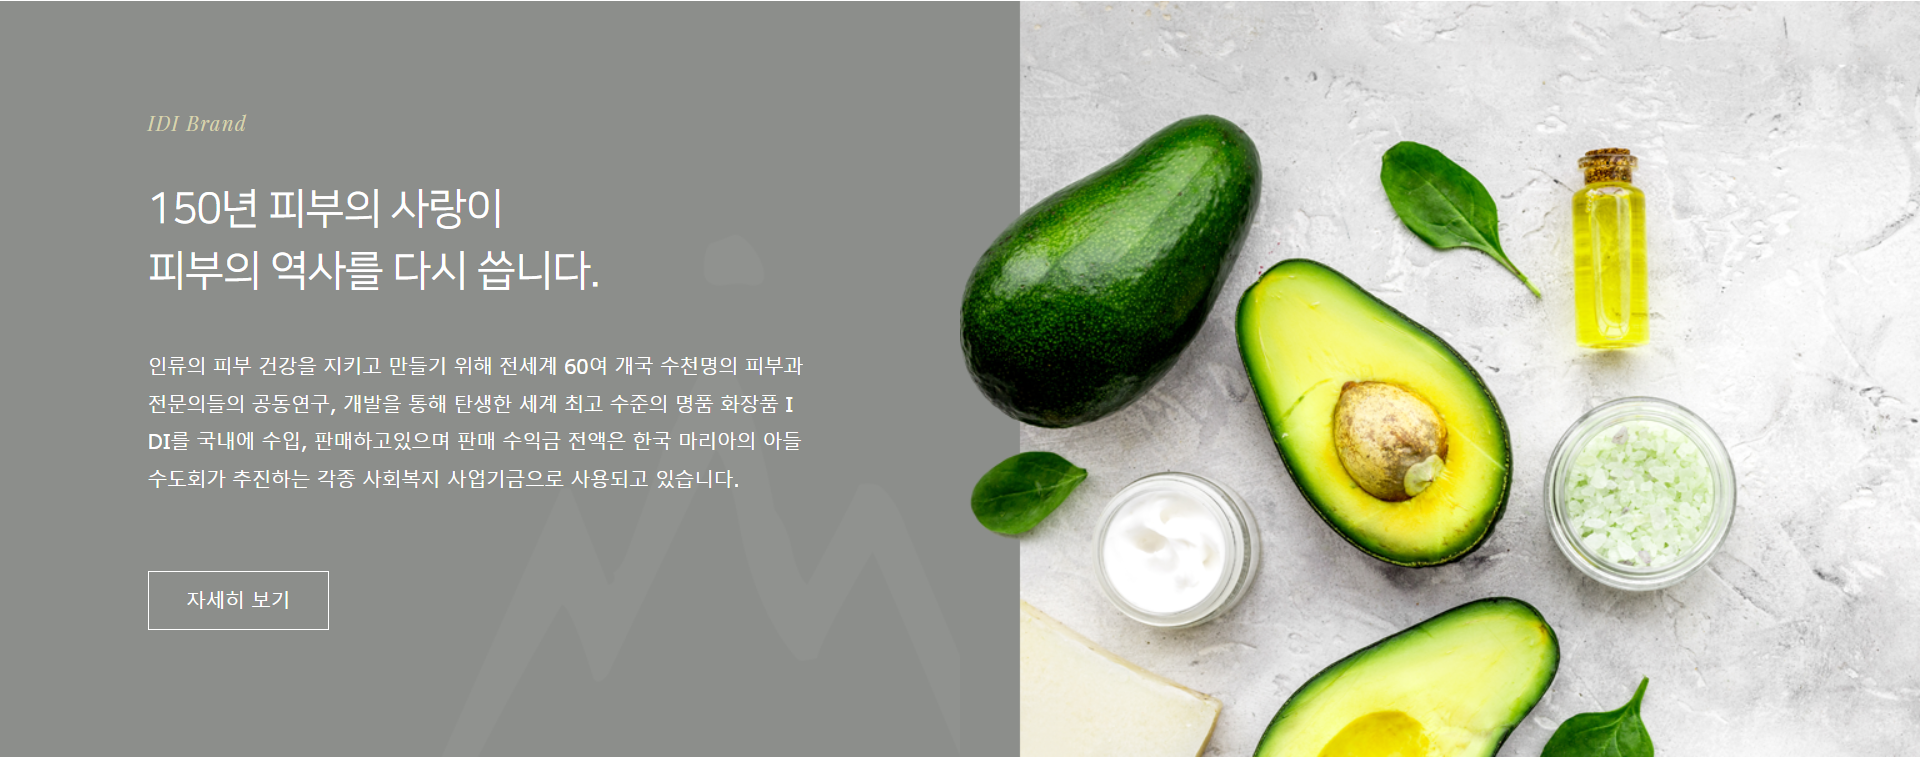 IDI Brand
150년 피부의 사랑이
피부의 역사를 다시 씁니다.
인류의 피부 건강을 지키고 만들기 위해 전세계 60여 개국 수천명의 피부과
전문의들의 공동연구, 개발을 통해 탄생한 세계 최고 수준의 명품 화장품 I
DI를 국내에 수입, 판매하고있으며 판매 수익금 전액은 한국 마리아의 아들
수도회가 추진하는 각종 사회복지 사업기금으로 사용되고 있습니다.
자세히 보기